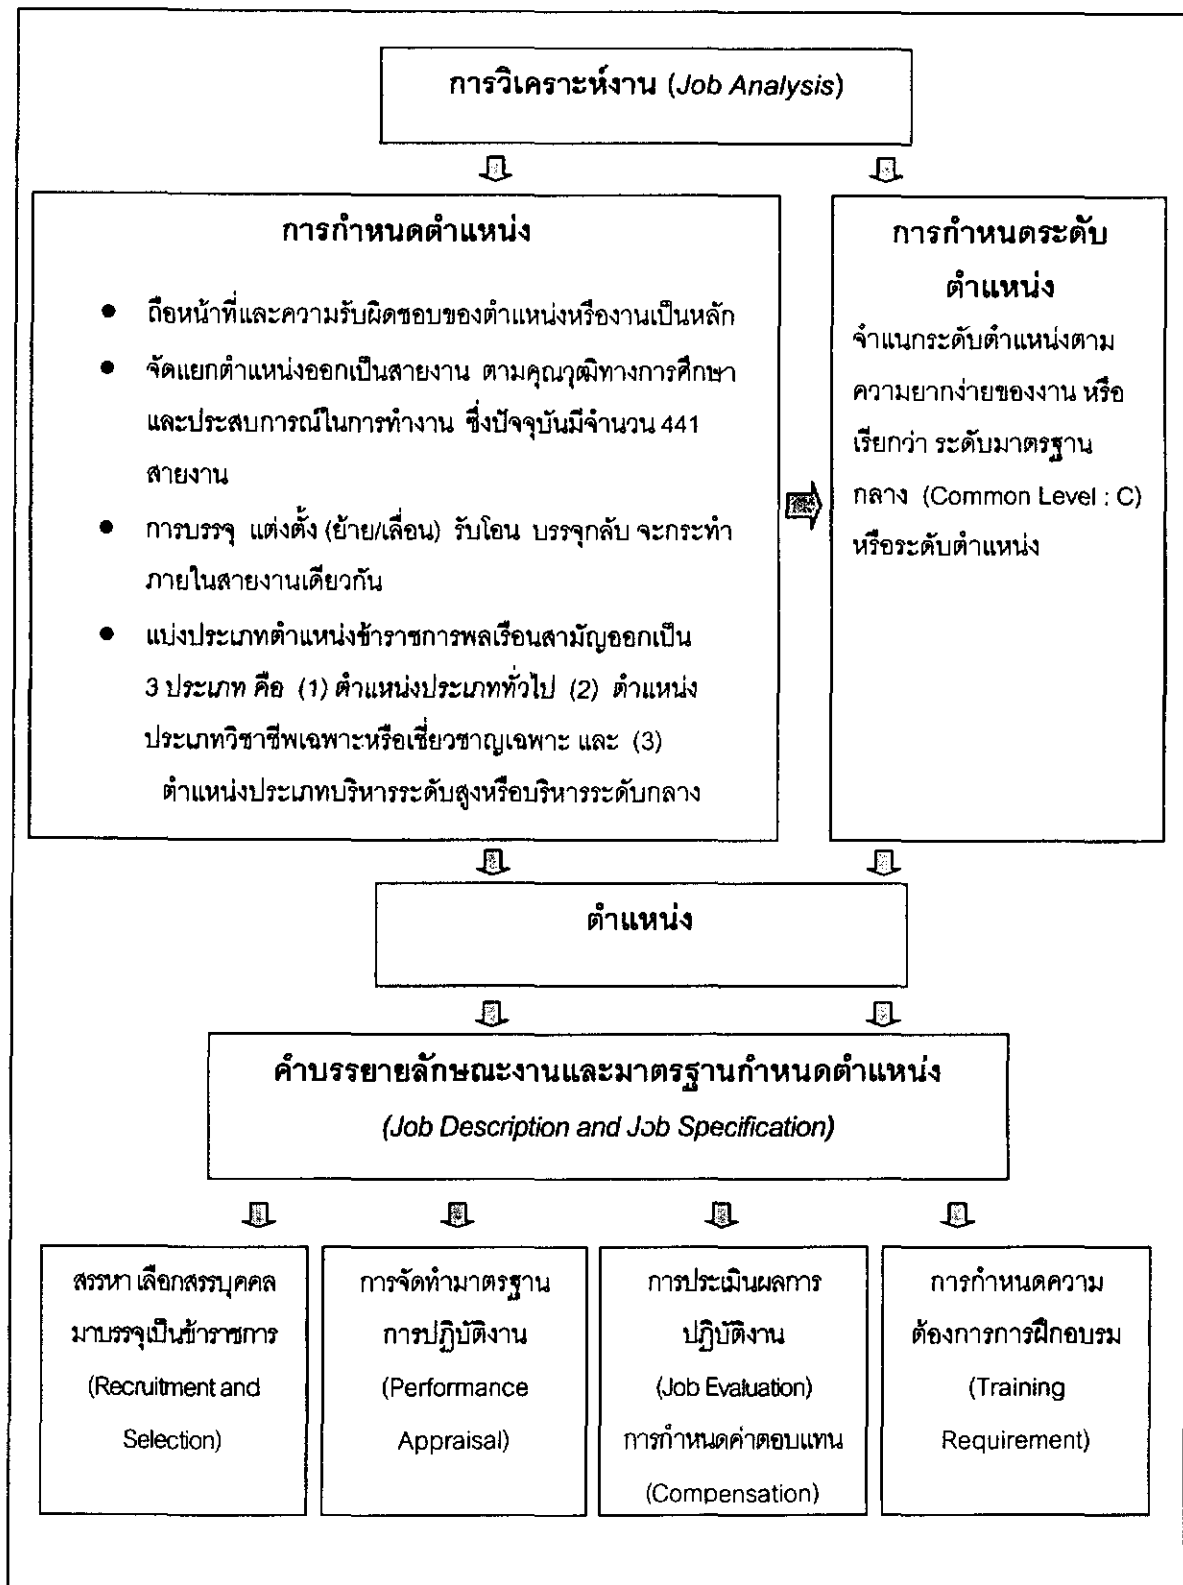 การวิเคราะห์งาน (Job Analysis)
การกำหนดตำแหน่ง
● ถือหน้าที่และความรับผิดชอบของตำแหน่งหรืองานเป็นหลัก
● จัดแยกตำแหน่งออกเป็นสายงาน ตามคุณวุฒิทางการศึกษา
และประสบการณ์ในการทำงาน ซึ่งปัจจุบันมีจำนวน 441
สายงาน
● การบรรจุ แต่งตั้ง (ย้าย/เลื่อน) รับโอน บรรจุกลับ จะกระทำ
ภายในสายงานเดียวกัน
● แบ่งประเภทตำแหน่งข้าราชการพลเรือนสามัญออกเป็น
3 ประเภท คือ (1) ตำแหน่งประเภททั่วไป (2) ตำแหน่ง
ประเภทวิชาชีพเฉพาะหรือเชี่ยวชาญเฉพาะ และ (3)
ตำแหน่งประเภทบริหารระดับสูงหรือบริหารระดับกลาง
การกำหนดระดับ
ตำแหน่ง
จำแนกระดับตำแหน่งตาม
ความยากง่ายของงาน หรือ
เรียกว่า ระดับมาตรฐาน
กลาง (Common Level : C)
หรือระดับตำแหน่ง
ตำแหน่ง
คำบรรยายลักษณะงานและมาตรฐานกำหนดตำแหน่ง
(Job Description and Job Specification)
สรรหา เลือกสรรบุคคล
มาบรรจุเป็นข้าราชการ
(Recruitment and
Selection)
การจัดทำมาตรฐาน
การปฏิบัติงาน
(Performance
Appraisal)
การประเมินผลการ
ปฏิบัติงาน
(Job Evaluation)
การกำหนดค่าตอบแทน
(Compensation)
การกำหนดความ
ต้องการการฝึกอบรม
(Training
Requirement)